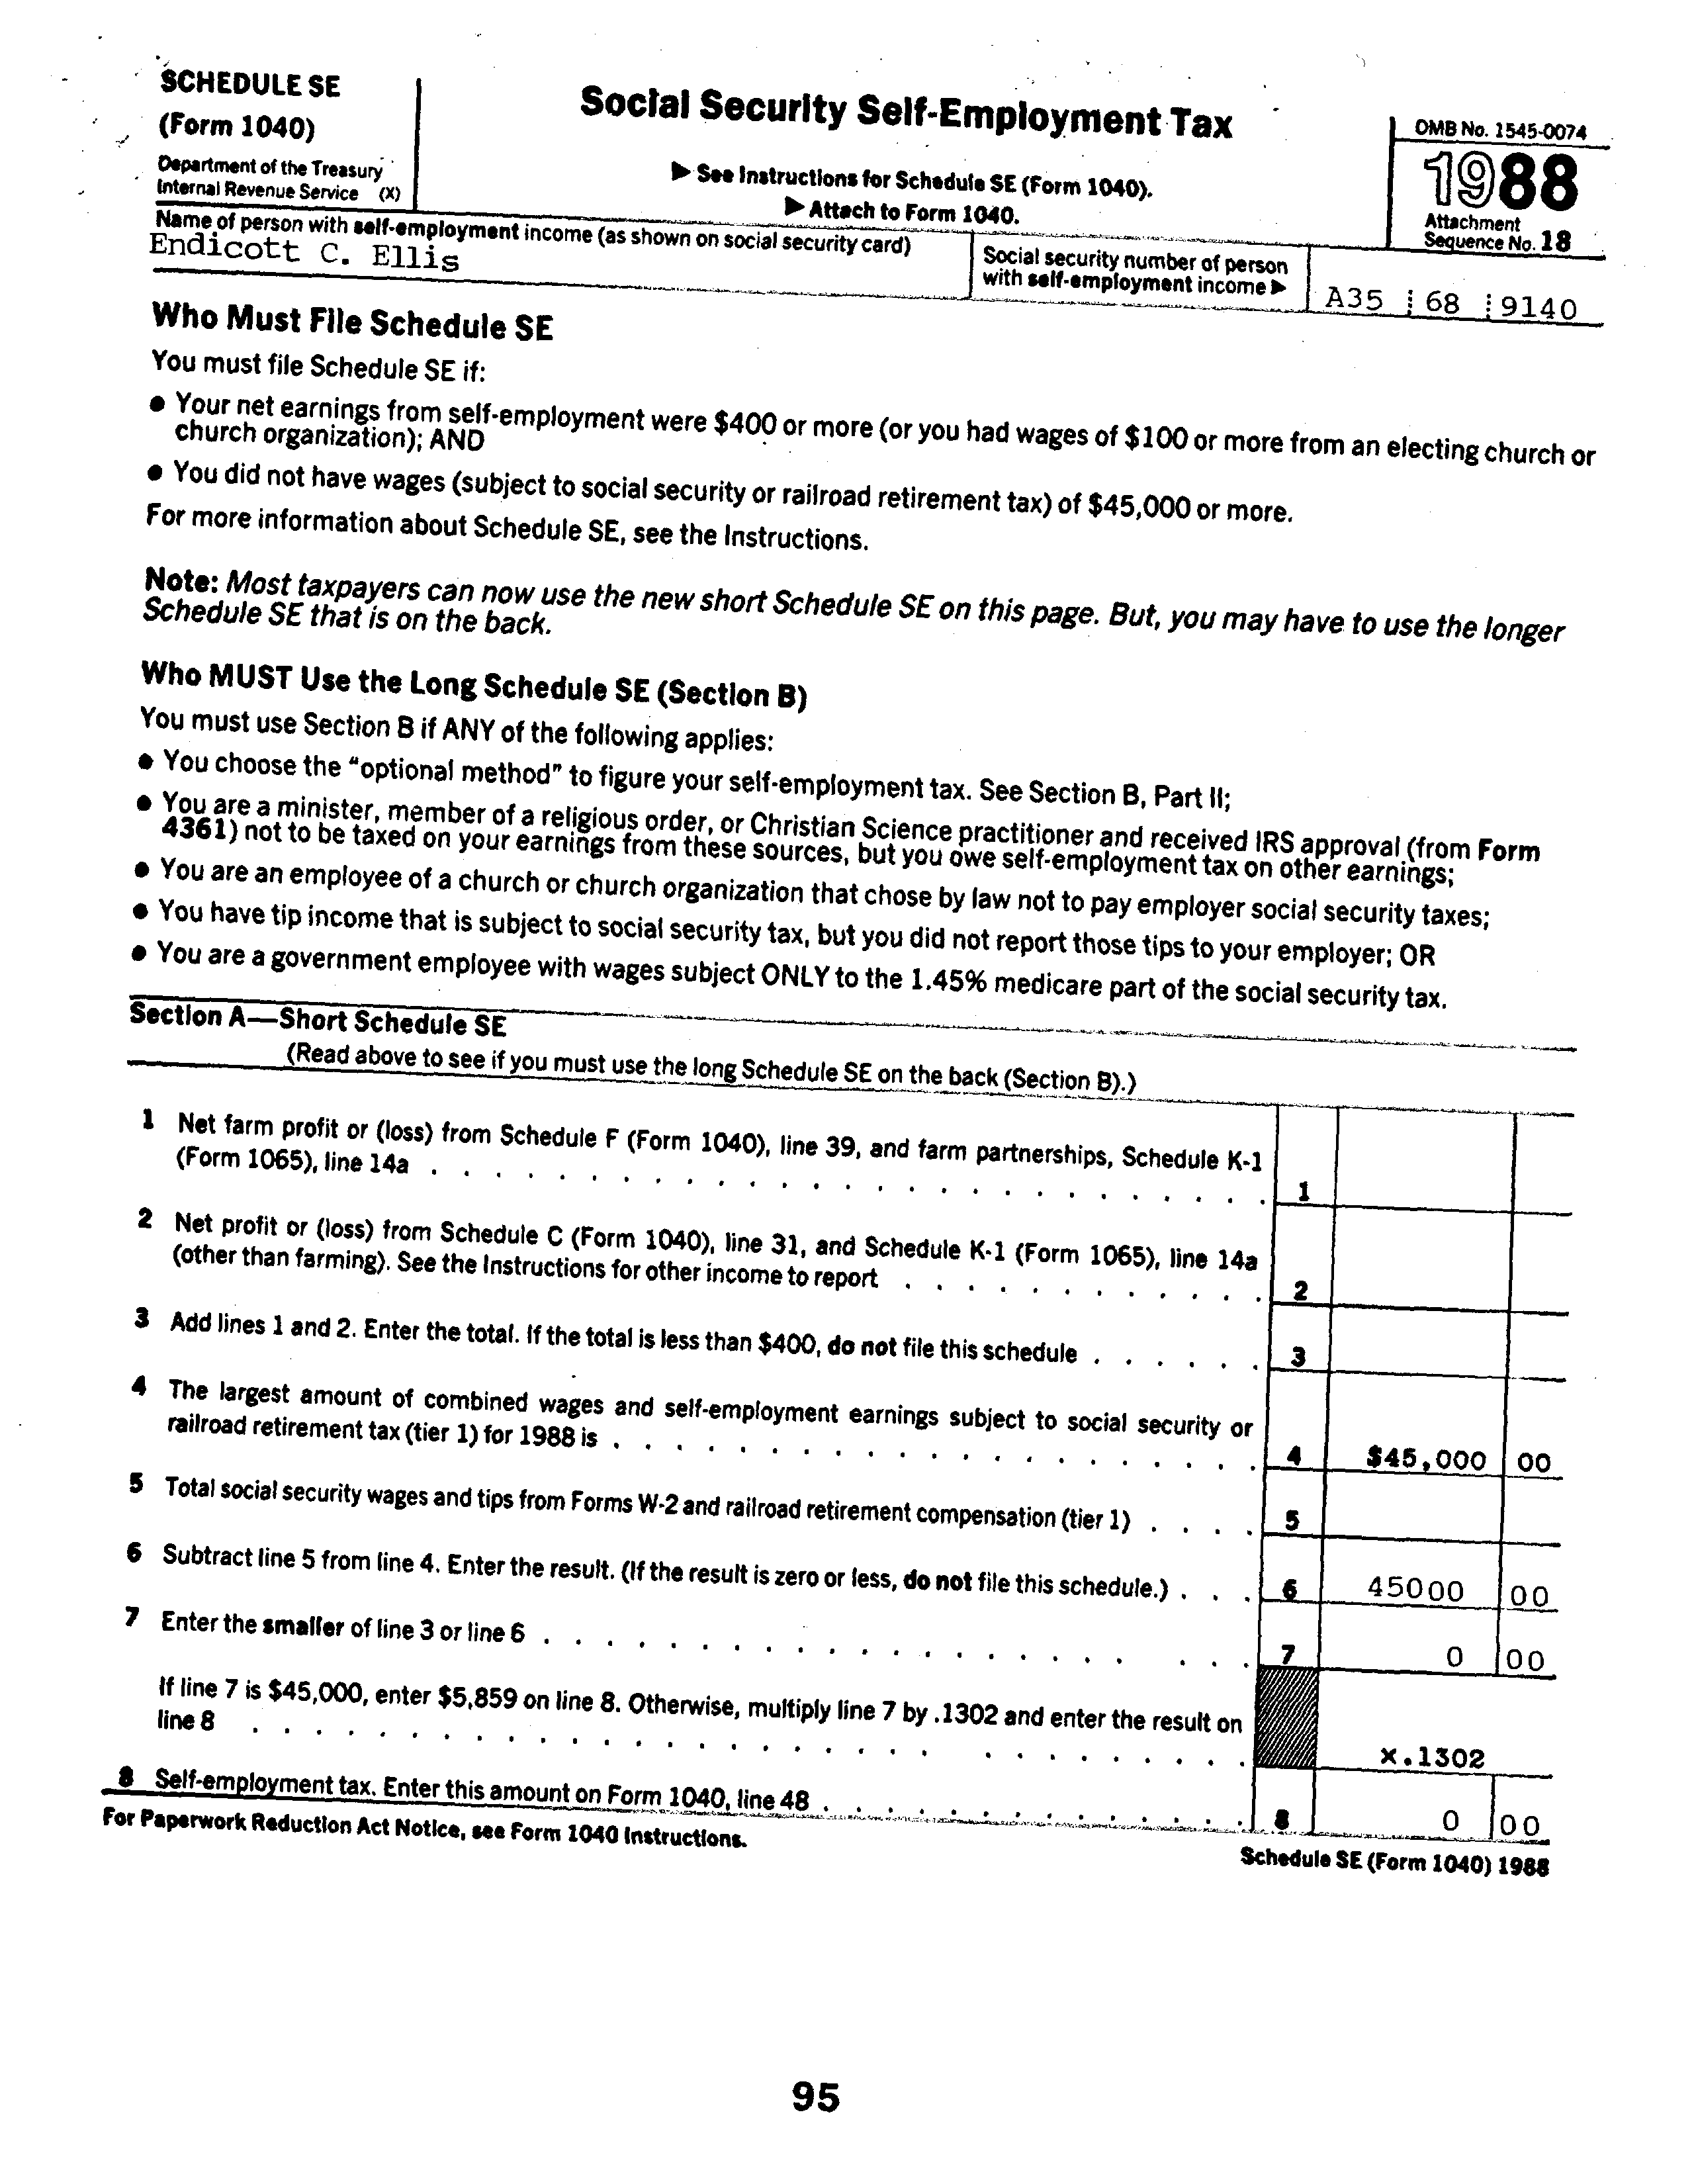 SCHEDULE SE
(Form 1040)
Department of the Treasury
Internal Revenue Service (X)
Social Security Self-Employment Tax
▶ See Instructions for Schedule SE (Form 1040).
▶ Attach to Form 1040.
OMB No. 1545-0074
1988
Attachment
Sequence No. 18
Name of person with self-employment income (as shown on social security card)
Endicott C. Ellis
Social security number of person
with self-employment income ▶
A35 68 9140
Who Must File Schedule SE
You must file Schedule SE if:
● Your net earnings from self-employment were $400 or more (or you had wages of $100 or more from an electing church or
church organization); AND
● You did not have wages (subject to social security or railroad retirement tax) of $45,000 or more.
For more information about Schedule SE, see the Instructions.
Note: Most taxpayers can now use the new short Schedule SE on this page. But, you may have to use the longer
Schedule SE that is on the back.
Who MUST Use the Long Schedule SE (Section B)
You must use Section B if ANY of the following applies:
● You choose the "optional method" to figure your self-employment tax. See Section B, Part II;
● You are a minister, member of a religious order, or Christian Science practitioner and received IRS approval (from Form
4361) not to be taxed on your earnings from these sources, but you owe self-employment tax on other earnings;
● You are an employee of a church or church organization that chose by law not to pay employer social security taxes;
● You have tip income that is subject to social security tax, but you did not report those tips to your employer; OR
● You are a government employee with wages subject ONLY to the 1.45% medicare part of the social security tax.
Section A—Short Schedule SE
(Read above to see if you must use the long Schedule SE on the back (Section B).)
1 Net farm profit or (loss) from Schedule F (Form 1040), line 39, and farm partnerships, Schedule K-1
(Form 1065), line 14a . . . . . . . . . . . . . . . . . . . . . . . . . . . 1
2 Net profit or (loss) from Schedule C (Form 1040), line 31, and Schedule K-1 (Form 1065), line 14a
(other than farming). See the Instructions for other income to report . . . . . . . . . . . . 2
3 Add lines 1 and 2. Enter the total. If the total is less than $400, do not file this schedule . . . . . . 3
4 The largest amount of combined wages and self-employment earnings subject to social security or
railroad retirement tax (tier 1) for 1988 is . . . . . . . . . . . . . . . . . . . . . 4 $45,000 00
5 Total social security wages and tips from Forms W-2 and railroad retirement compensation (tier 1) . . . . 5
6 Subtract line 5 from line 4. Enter the result. (If the result is zero or less, do not file this schedule.) . . . 6 45000 00
7 Enter the smaller of line 3 or line 6 . . . . . . . . . . . . . . . . . . . . . . 7 0 00
If line 7 is $45,000, enter $5,859 on line 8. Otherwise, multiply line 7 by .1302 and enter the result on
line 8 . . . . . . . . . . . . . . . . . . . . . . . . . . . . . . . x.1302
8 Self-employment tax. Enter this amount on Form 1040, line 48 . . . . . . . . . . . . . . 8 0 00
For Paperwork Reduction Act Notice, see Form 1040 Instructions.
Schedule SE (Form 1040) 1988
95